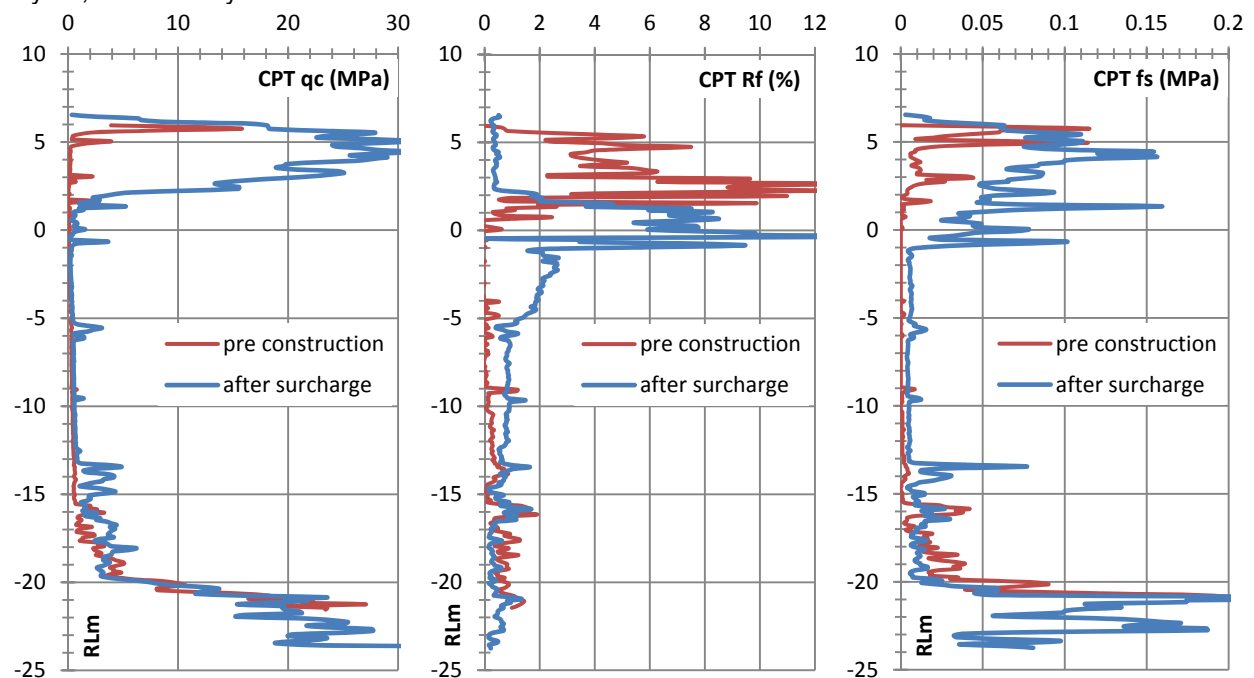 0 10 20 30
0 2 4 6 8 10 12
0 0.05 0.1 0.15 0.2
CPT qc (MPa)
CPT Rf (%)
CPT fs (MPa)
10
5
0
-5
-10
-15
-20
-25
pre construction
after surcharge
RLm
10
5
0
-5
-10
-15
-20
-25
pre construction
after surcharge
RLm
10
5
0
-5
-10
-15
-20
-25
pre construction
after surcharge
RLm